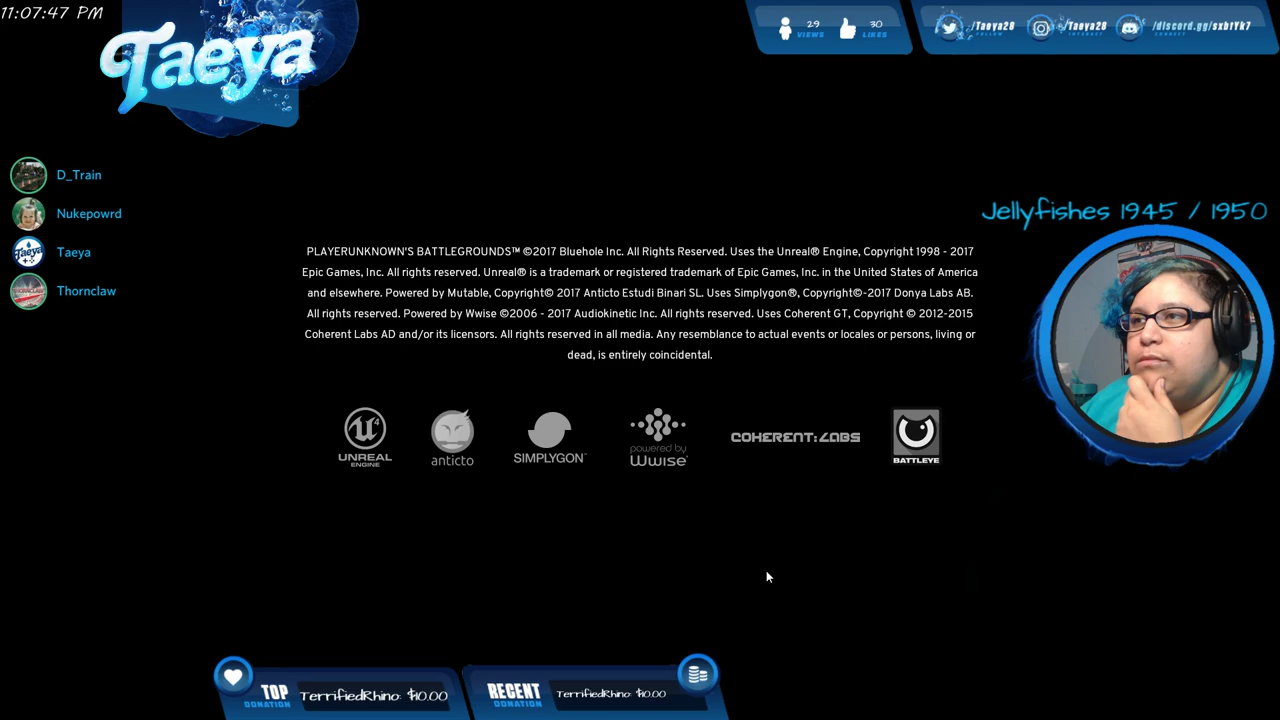 11:07:47 PM
Taeya
29
VIEWS
30
LIKES
/Taeya28
FOLLOW
/Taeya28
INTERACT
/discord.gg/sxbtYk7
CONNECT
D_Train
Nukepowrd
Taeya
Thornclaw
Jellyfishes 1945 / 1950
PLAYERUNKNOWN'S BATTLEGROUNDS™ ©2017 Bluehole Inc. All Rights Reserved. Uses the Unreal® Engine, Copyright 1998 - 2017
Epic Games, Inc. All rights reserved. Unreal® is a trademark or registered trademark of Epic Games, Inc. in the United States of America
and elsewhere. Powered by Mutable, Copyright© 2017 Anticto Estudi Binari SL. Uses Simplygon®, Copyright©-2017 Donya Labs AB.
All rights reserved. Powered by Wwise ©2006 - 2017 Audiokinetic Inc. All rights reserved. Uses Coherent GT, Copyright © 2012-2015
Coherent Labs AD and/or its licensors. All rights reserved in all media. Any resemblance to actual events or locales or persons, living or
dead, is entirely coincidental.
UNREAL
ENGINE
anticto
SIMPLYGON™
powered by
Wwise
COHERENT:LABS
BATTLEYE
TOP
DONATION
TerrifiedRhino: $10.00
RECENT
DONATION
TerrifiedRhino: $10.00